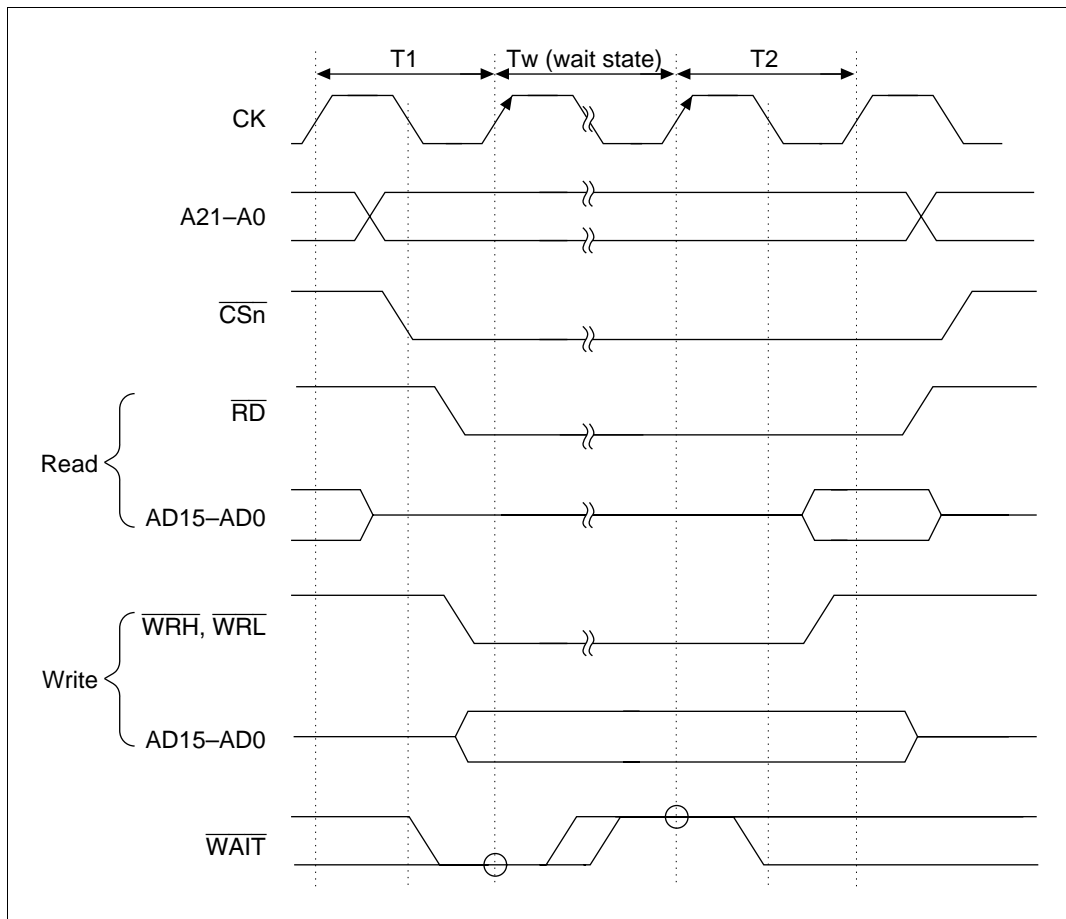 T1 Tw (wait state) T2
CK
A21–A0
CSn
RD
Read
AD15–AD0
WRH, WRL
Write
AD15–AD0
WAIT